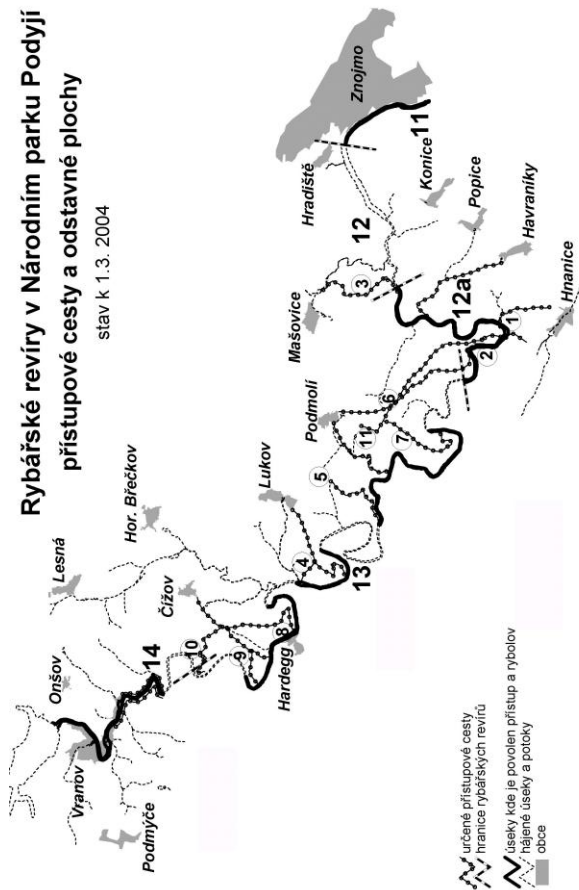 Rybářské revíry v Národním parku Podyjí
přístupové cesty a odstavné plochy
stav k 1.3. 2004
Onšov
Vranov
Podmýče
14
Lesná
Hor. Břečkov
Čížov
10
9
8
Hardegg
Lukov
4
13
5
Podmolí
11
6
7
Mašovice
3
12
Hradiště
Znojmo
11
Konice
Popice
12a
Havraníky
1
2
Hnanice
určené přístupové cesty
hranice rybářských revírů
úseky kde je povolen přístup a rybolov
hájené úseky a potoky
obce